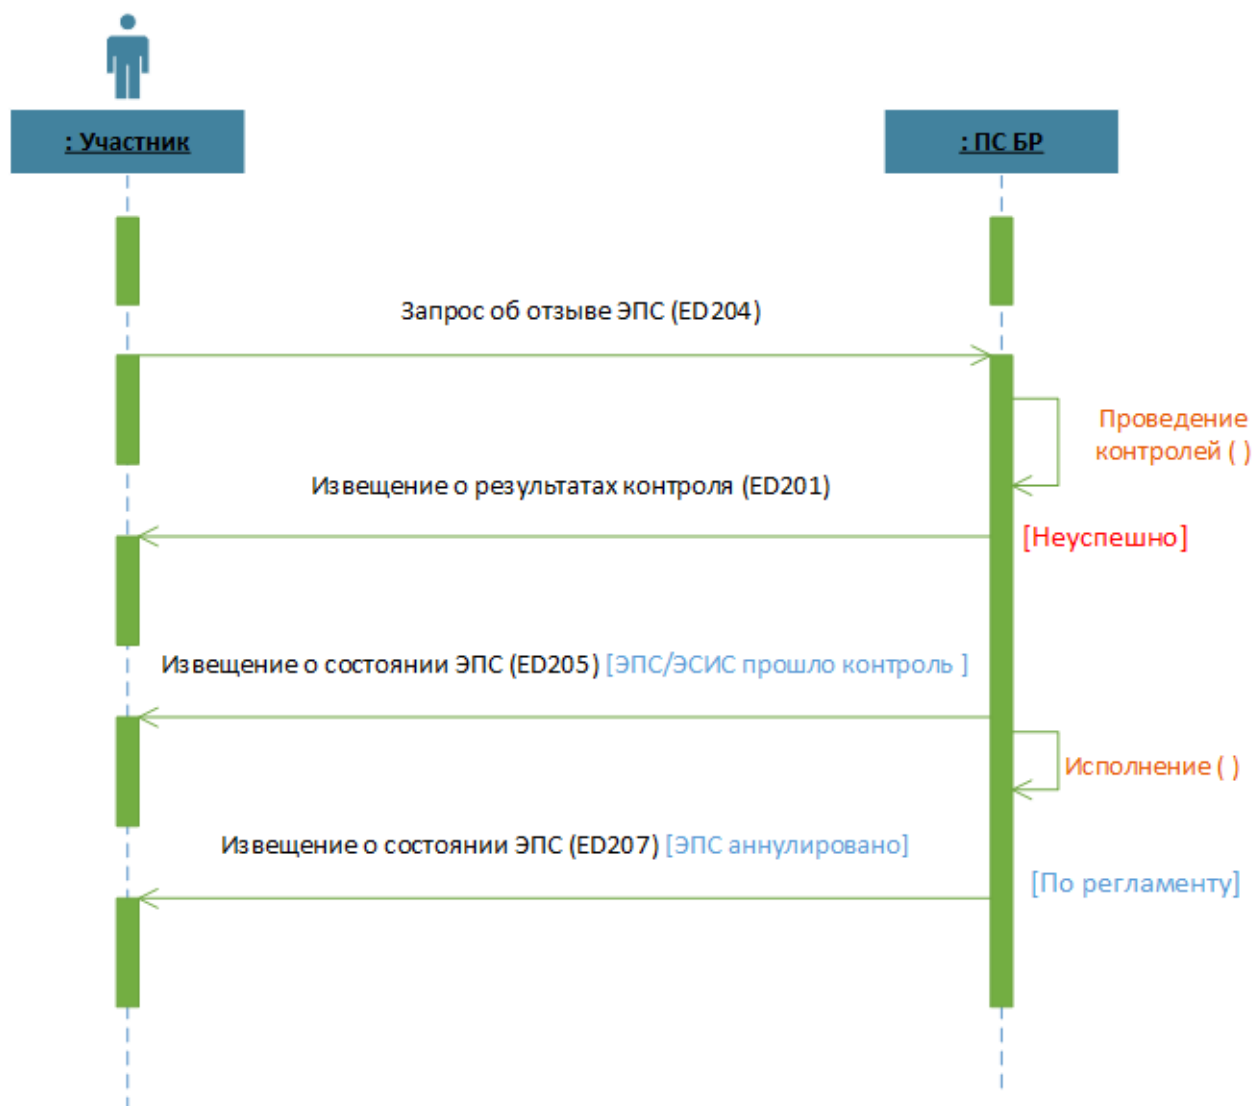 : Участник
: ПС БР
Запрос об отзыве ЭПС (ED204)
Проведение
контролей ( )
Извещение о результатах контроля (ED201)
[Неуспешно]
Извещение о состоянии ЭПС (ED205) [ЭПС/ЭСИС прошло контроль ]
Исполнение ( )
Извещение о состоянии ЭПС (ED207) [ЭПС аннулировано]
[По регламенту]